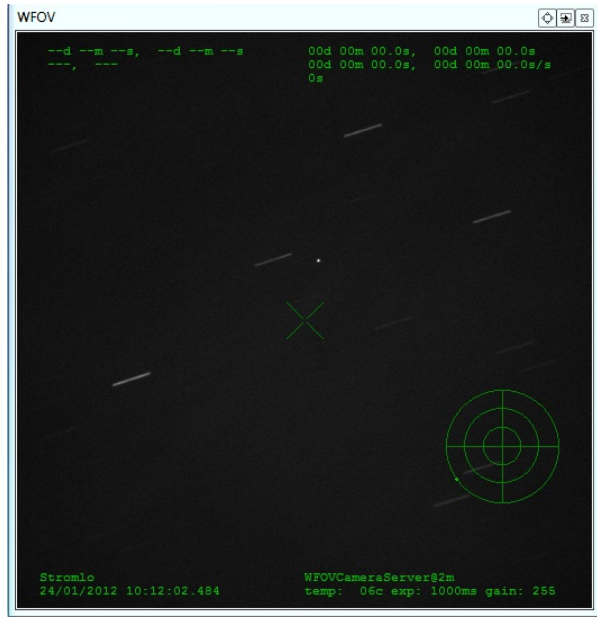 WFOV
--d --m --s, --d --m --s 00d 00m 00.0s, 00d 00m 00.0s
---, --- 00d 00m 00.0s, 00d 00m 00.0s/s
0s
Stromlo WFOVCameraServer@2m
24/01/2012 10:12:02.484 temp: 06c exp: 1000ms gain: 255